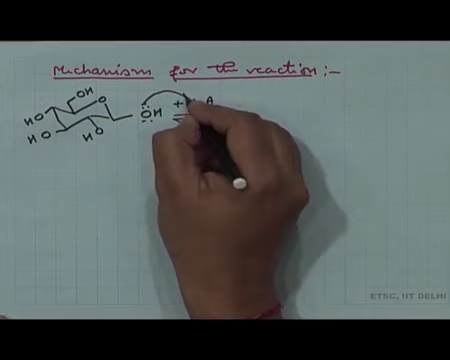 Mechanism for the reaction :-
OH
O
HO
HO
HO
ÖH + A
ETSC, IIT DELHI